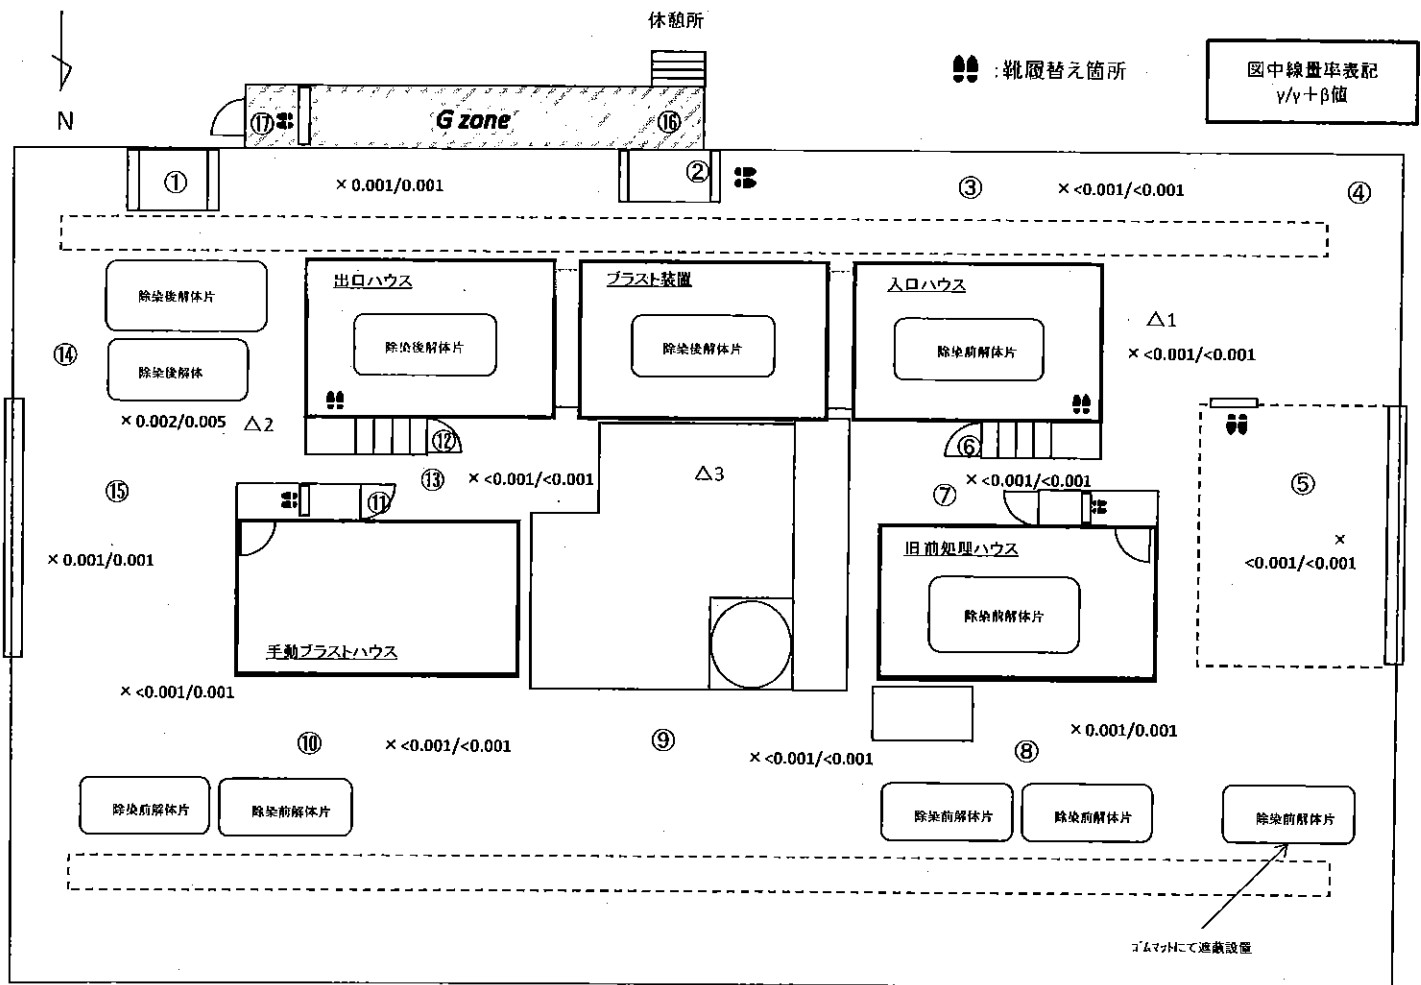 休憩所
:靴履替え箇所
図中線量率表記
γ/γ+β値
N
⑰
G zone
⑯
①
× 0.001/0.001
②
③
× <0.001/<0.001
④
出口ハウス
ブラスト装置
入口ハウス
除染後解体片
除染後解体片
除染後解体片
除染前解体片
△1
× <0.001/<0.001
⑭
除染後解体
× 0.002/0.005
△2
⑫
⑥
⑬
× <0.001/<0.001
△3
× <0.001/<0.001
⑮
⑪
⑦
⑤
× 0.001/0.001
旧前処理ハウス
×
<0.001/<0.001
除染前解体片
手動ブラストハウス
× <0.001/0.001
⑩
× <0.001/<0.001
⑨
× <0.001/<0.001
⑧
× 0.001/0.001
除染前解体片
除染前解体片
除染前解体片
除染前解体片
除染前解体片
ゴムマットにて遮蔽設置